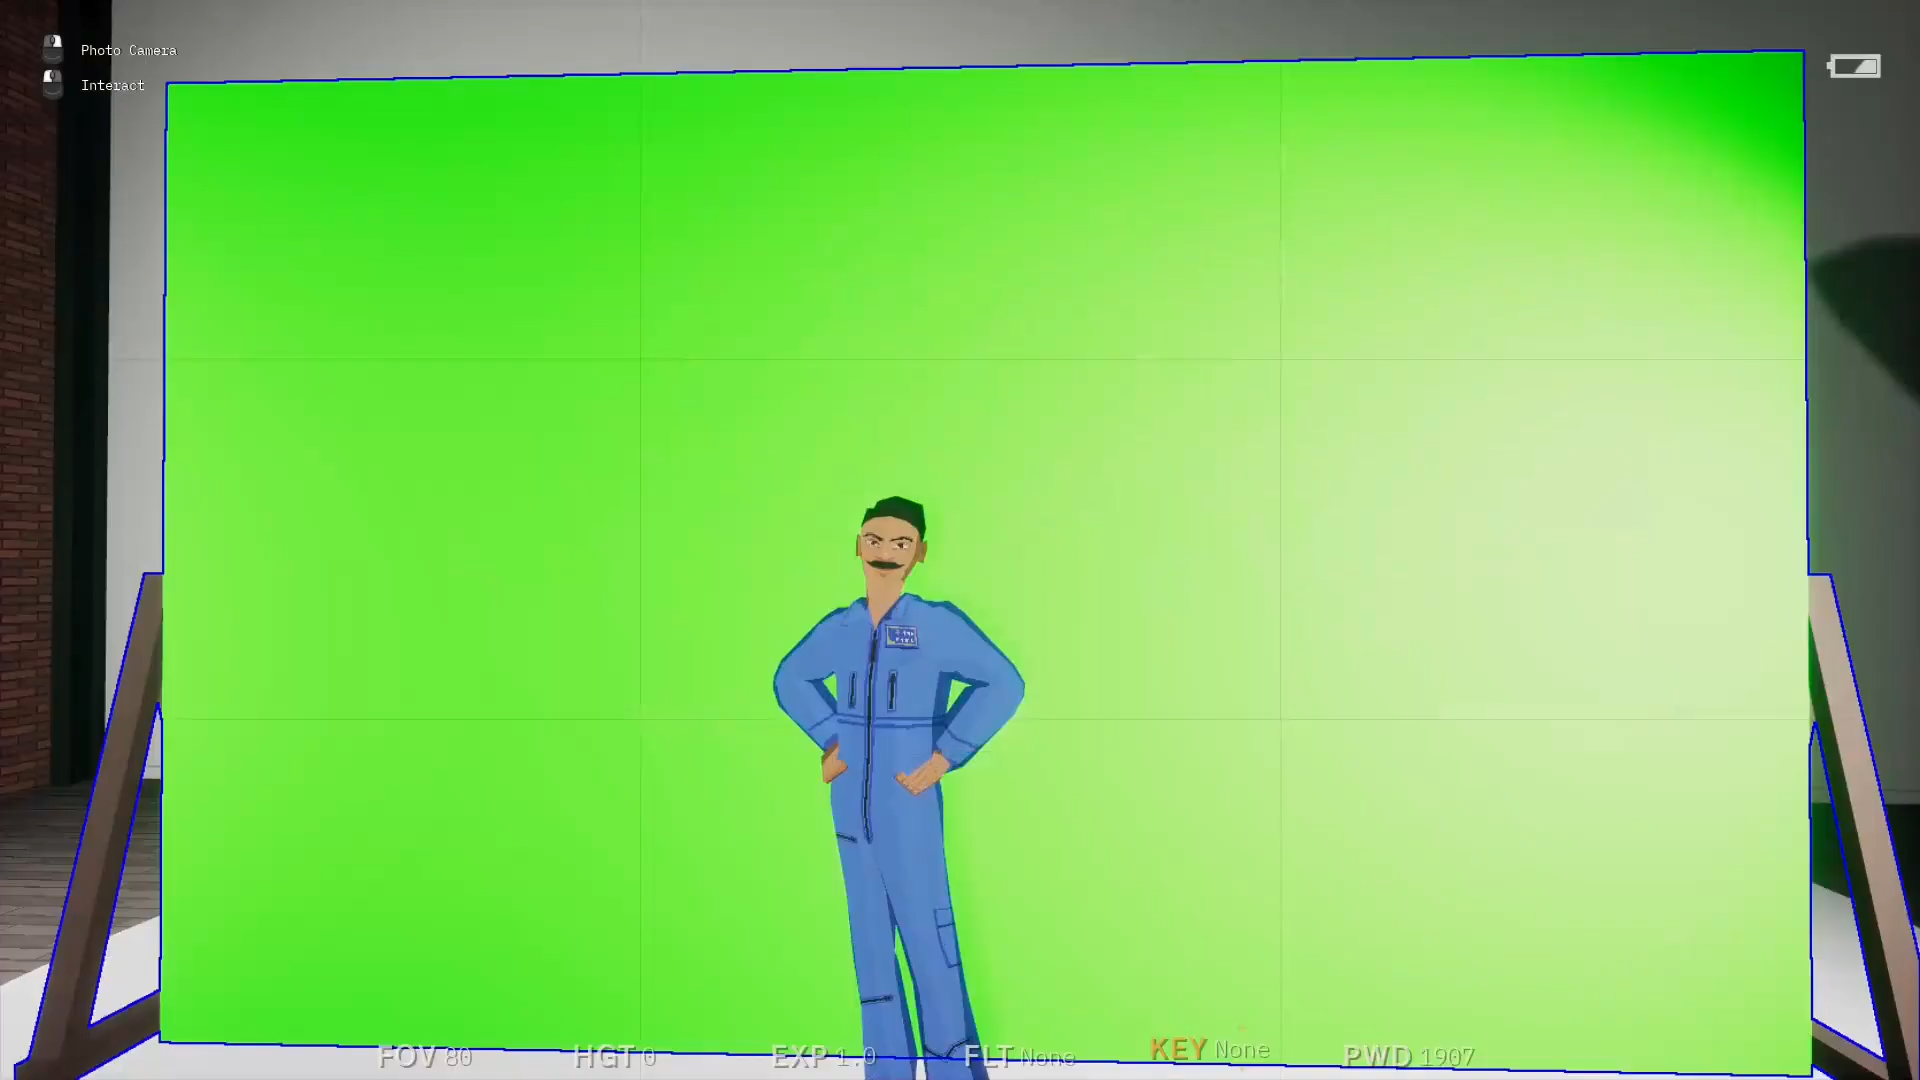 Photo Camera
Interact
FOV 80 HGT 0 EXP 1.0 FLT None KEY None PWD 1907